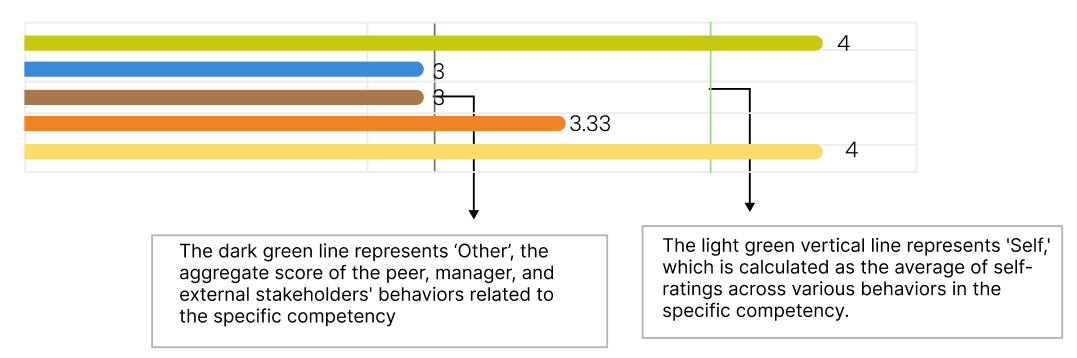 4
3
3
3.33
4
The dark green line represents ‘Other’, the
aggregate score of the peer, manager, and
external stakeholders' behaviors related to
the specific competency
The light green vertical line represents 'Self,'
which is calculated as the average of self-
ratings across various behaviors in the
specific competency.